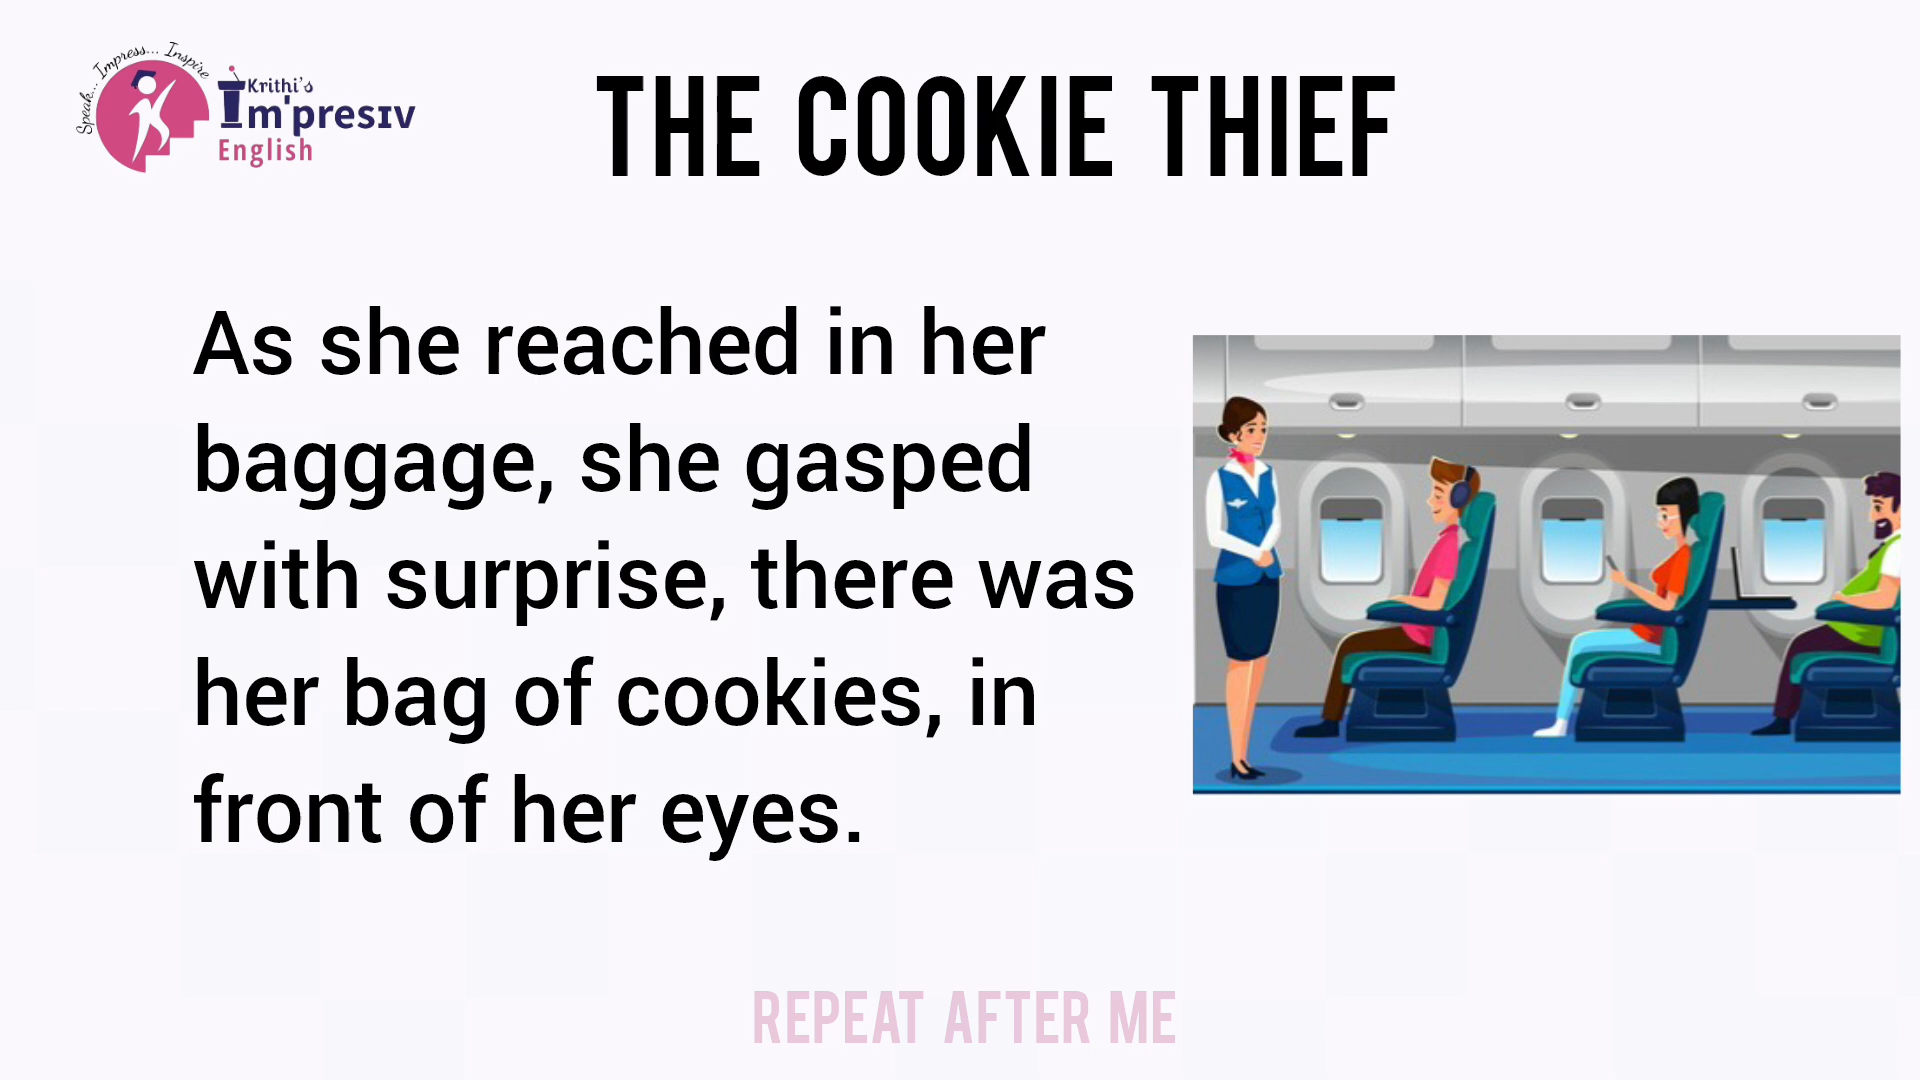 Speak... Impress... Inspire
Krithi's
Im'presıv
English
THE COOKIE THIEF
As she reached in her
baggage, she gasped
with surprise, there was
her bag of cookies, in
front of her eyes.
REPEAT AFTER ME